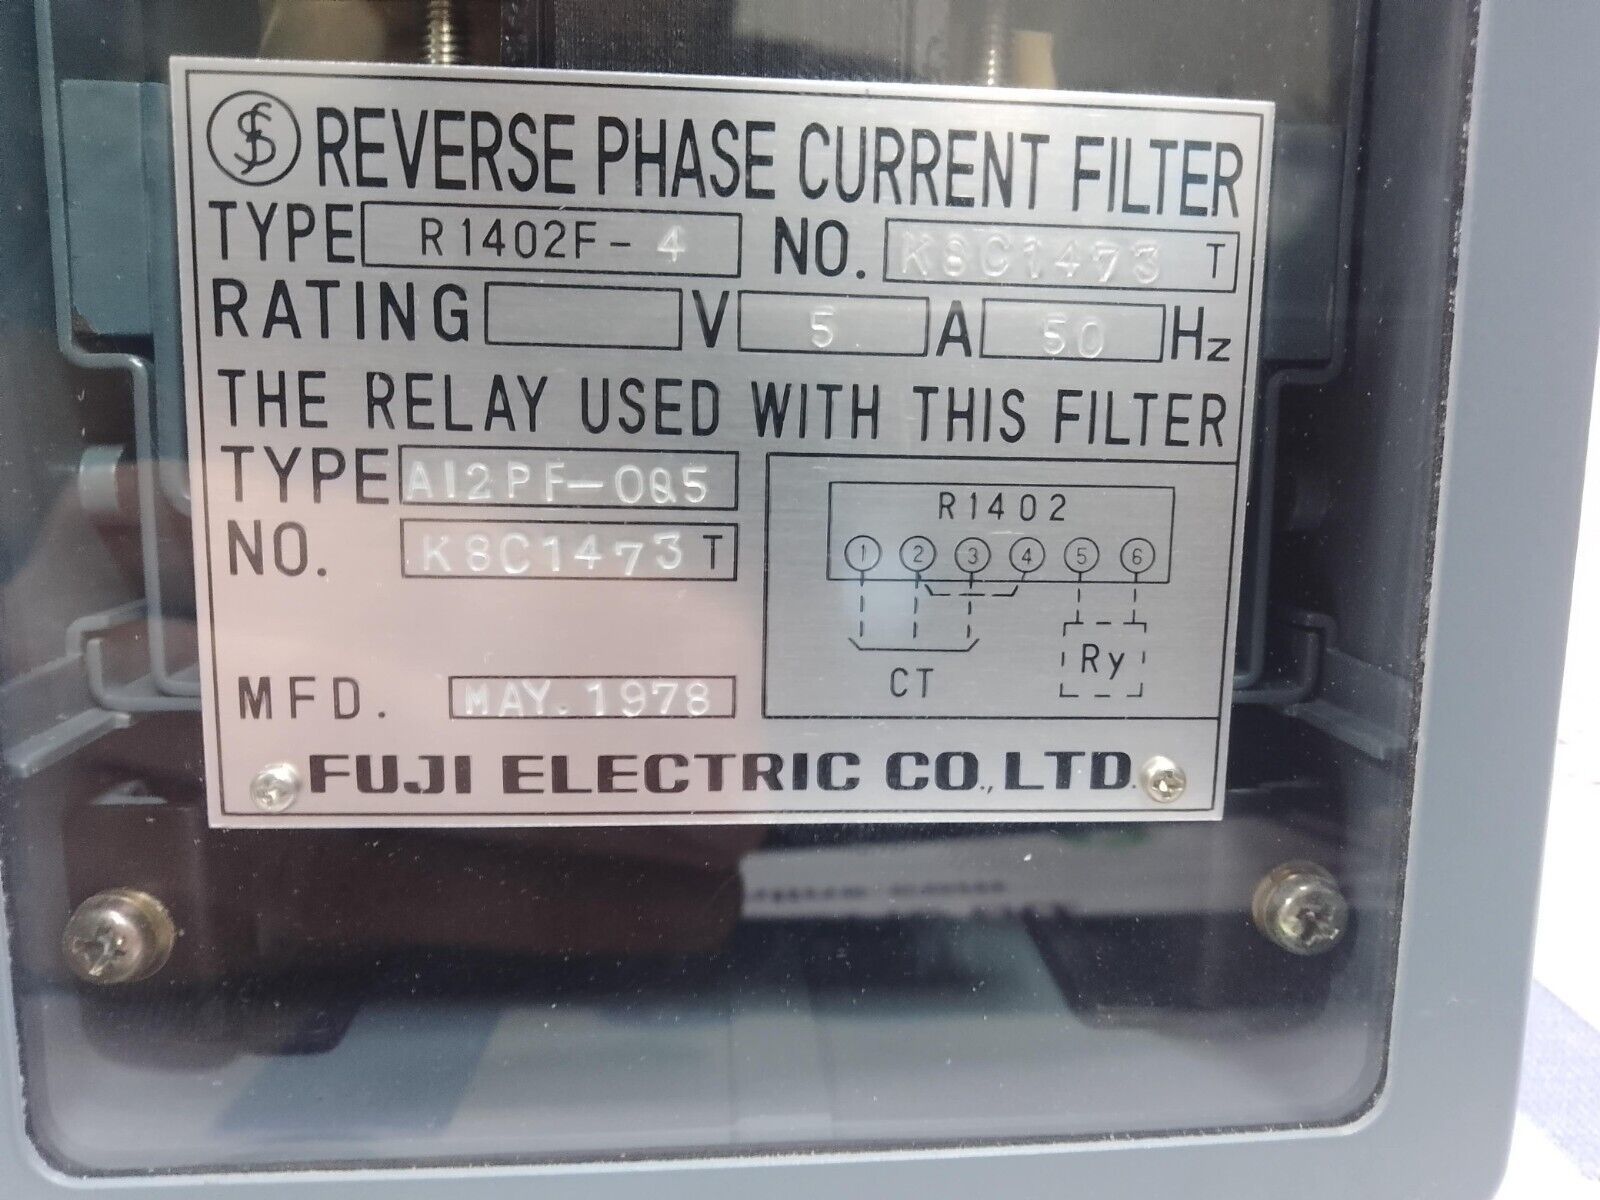 REVERSE PHASE CURRENT FILTER
TYPE R1402F-4 NO. K8C1473 T
RATING V 5 A 50 Hz
THE RELAY USED WITH THIS FILTER
TYPE A12PF-0Q5
NO. K8C1473 T
R1402
1 2 3 4 5 6
CT
Ry
MFD. MAY. 1978
FUJI ELECTRIC CO., LTD.